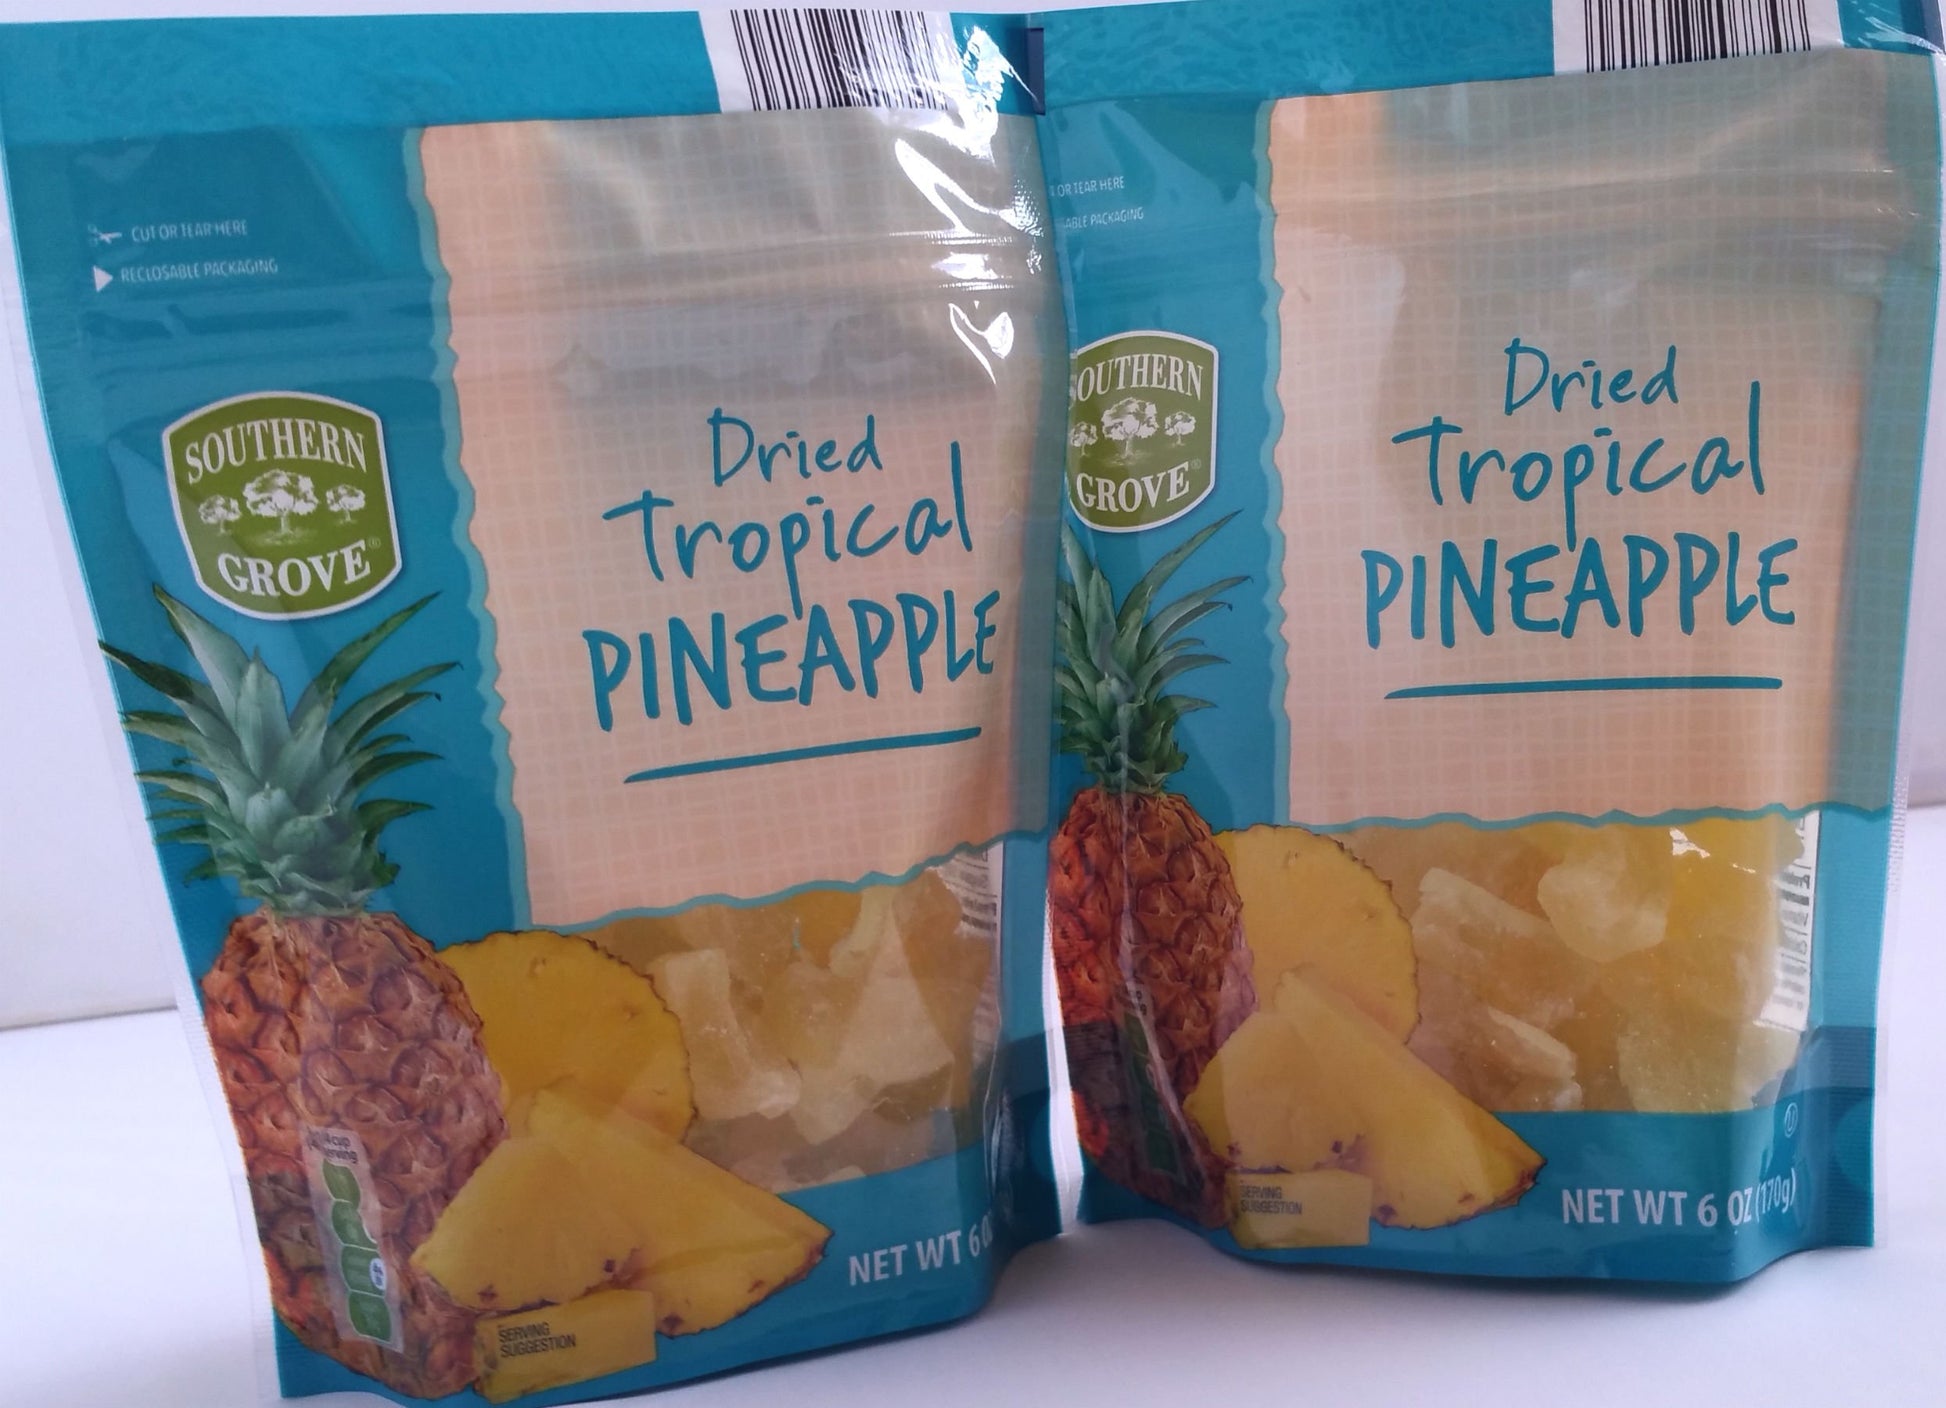 CUT OR TEAR HERE
RECLOSABLE PACKAGING
SOUTHERN
GROVE®
Dried
Tropical
PINEAPPLE
SERVING
SUGGESTION
NET WT 6
OR TEAR HERE
PACKAGING
SOUTHERN
GROVE®
Dried
Tropical
PINEAPPLE
SERVING
SUGGESTION
NET WT 6 OZ (170g)